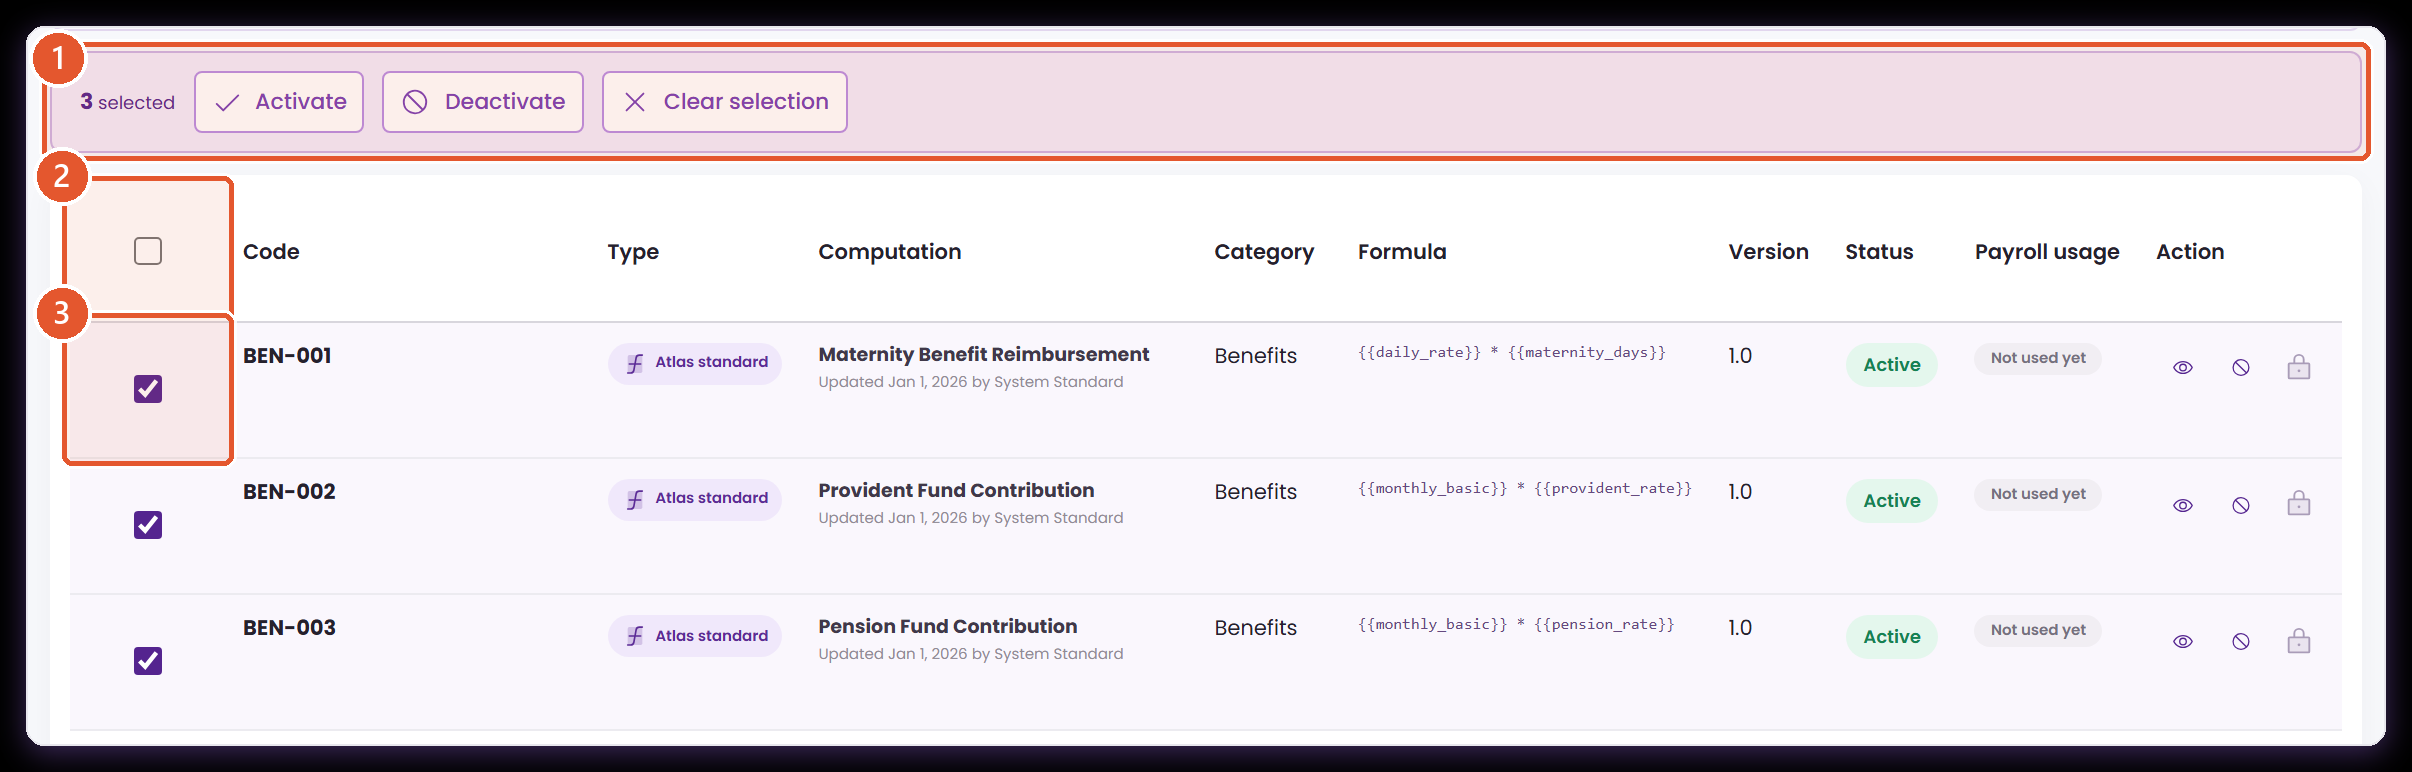 1
3 selected Activate Deactivate Clear selection
2
Code Type Computation Category Formula Version Status Payroll usage Action
3
BEN-001 Atlas standard Maternity Benefit Reimbursement Benefits {{daily_rate}} * {{maternity_days}} 1.0 Active Not used yet
Updated Jan 1, 2026 by System Standard
BEN-002 Atlas standard Provident Fund Contribution Benefits {{monthly_basic}} * {{provident_rate}} 1.0 Active Not used yet
Updated Jan 1, 2026 by System Standard
BEN-003 Atlas standard Pension Fund Contribution Benefits {{monthly_basic}} * {{pension_rate}} 1.0 Active Not used yet
Updated Jan 1, 2026 by System Standard